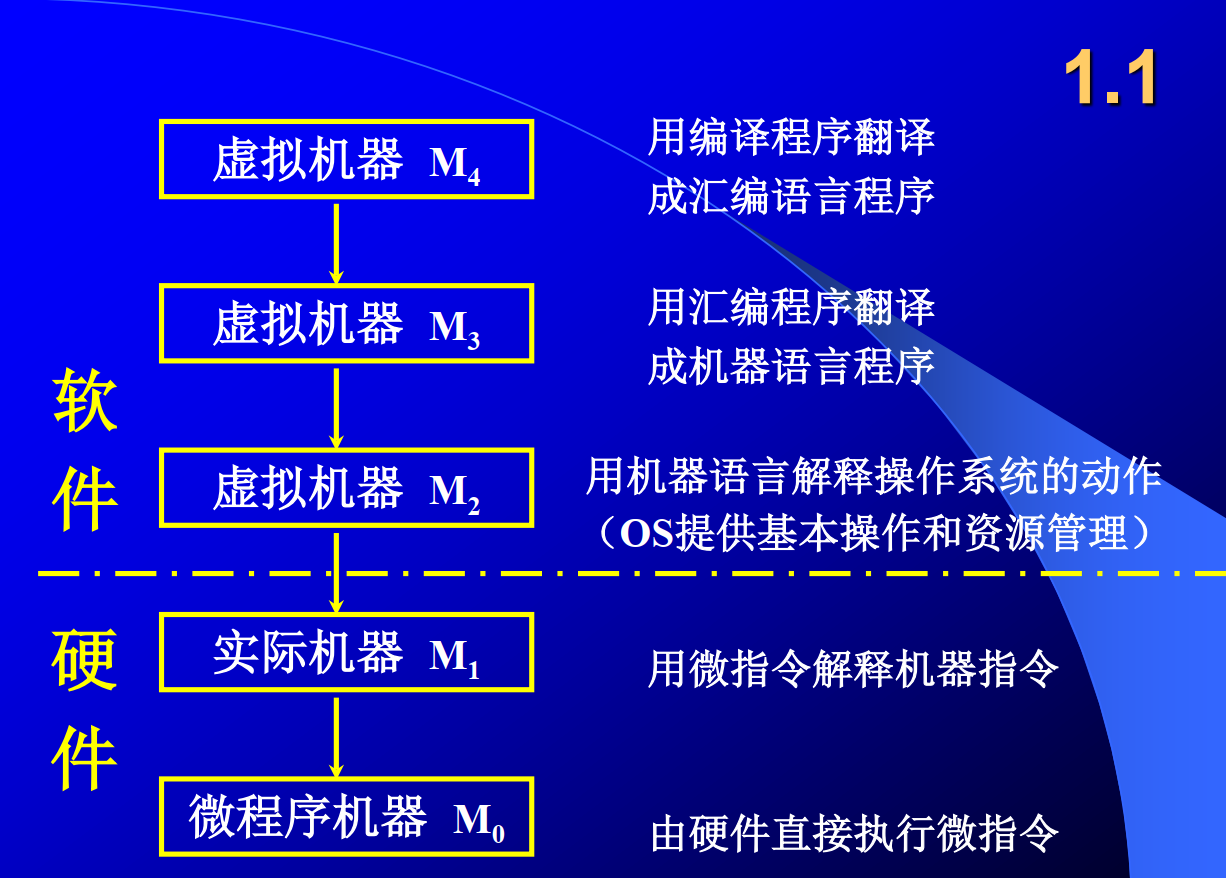 1.1
虚拟机器 M₄
用编译程序翻译
成汇编语言程序
虚拟机器 M₃
用汇编程序翻译
成机器语言程序
软件
虚拟机器 M₂
用机器语言解释操作系统的动作
（OS提供基本操作和资源管理）
硬件
实际机器 M₁
用微指令解释机器指令
微程序机器 M₀
由硬件直接执行微指令